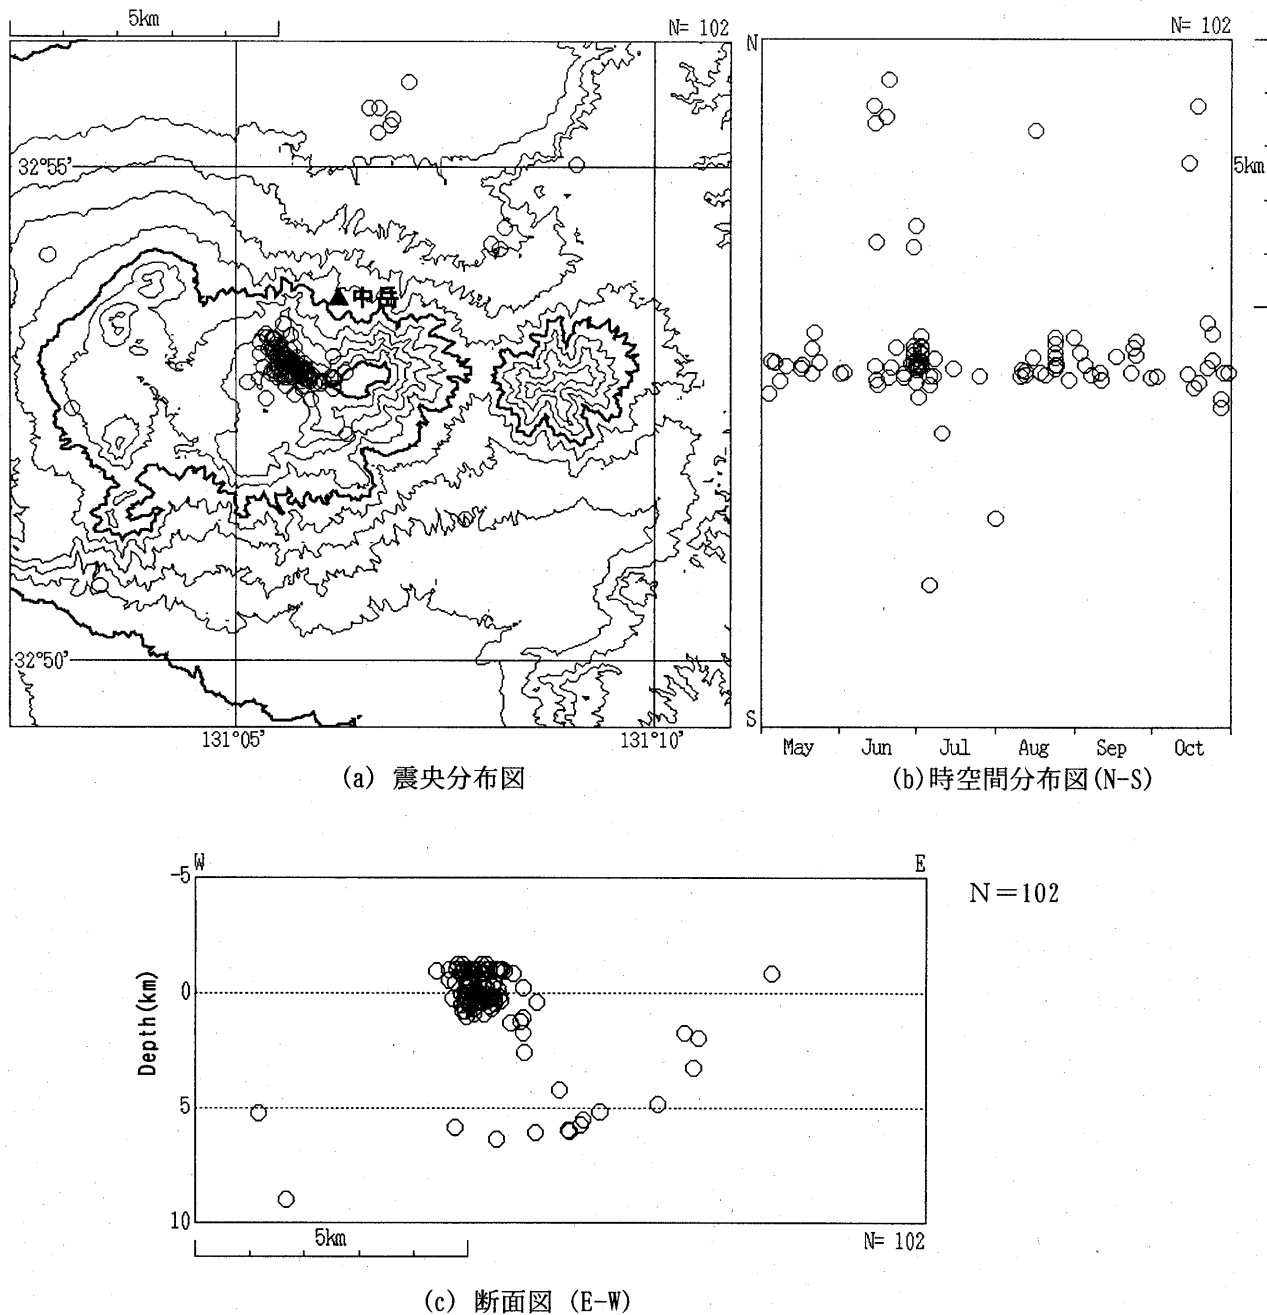 5km
N= 102
N= 102
N
32°55'
5km
▲中岳
32°50'
S
131°05'
131°10'
May Jun Jul Aug Sep Oct
(a) 震央分布図
(b)時空間分布図(N-S)
W
E
-5
N=102
0
Depth(km)
5
10
5km
N= 102
(c) 断面図 (E-W)